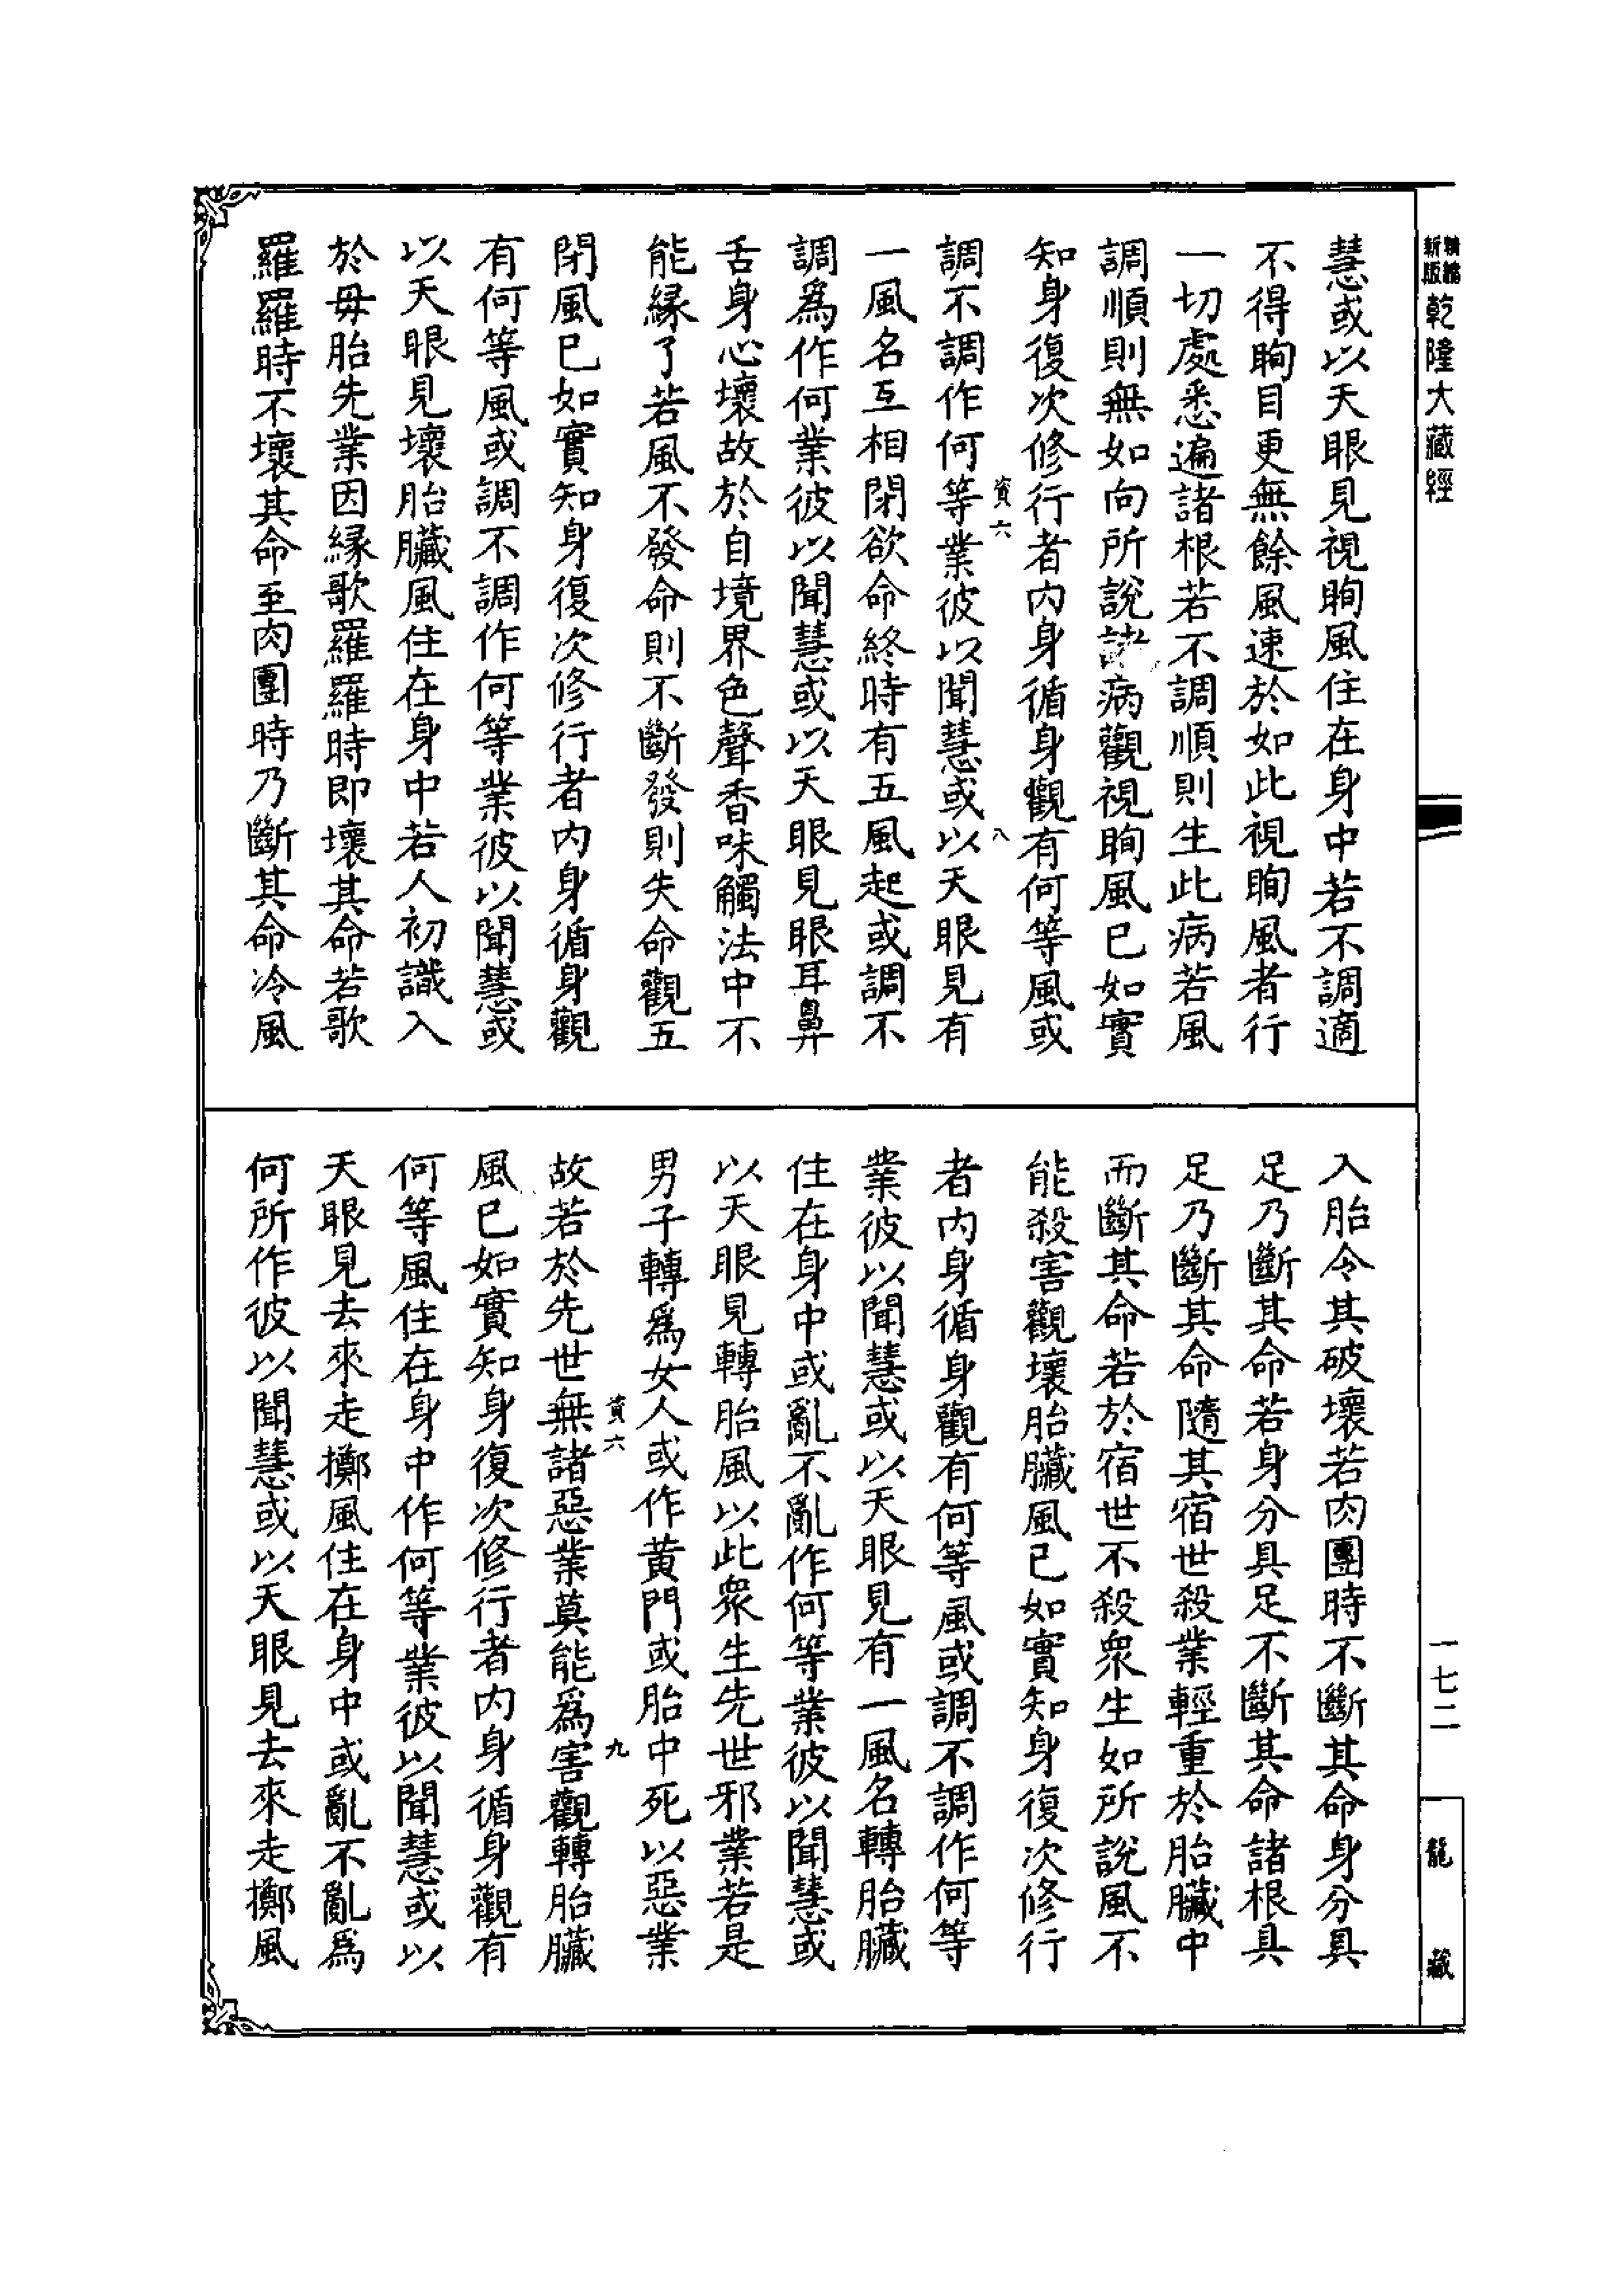 精縮
新版
乾隆大藏經
一七二
龍藏
慧或以天眼見視眴風住在身中若不調適
不得眴目更無餘風速於如此視眴風者行
一切處悉遍諸根若不調順則生此病若風
調順則無如向所說諸病觀視眴風已如實
知身復次修行者內身循身觀有何等風或
資六
八
調不調作何等業彼以聞慧或以天眼見有
一風名互相閉欲命終時有五風起或調不
調為作何業彼以聞慧或以天眼見眼耳鼻
舌身心壞故於自境界色聲香味觸法中不
能緣了若風不發命則不斷發則失命觀五
閉風已如實知身復次修行者內身循身觀
有何等風或調不調作何等業彼以聞慧或
以天眼見壞胎臟風住在身中若人初識入
於母胎先業因緣歌羅羅時即壞其命若歌
羅羅時不壞其命至肉團時乃斷其命冷風
入胎令其破壞若肉團時不斷其命身分具
足乃斷其命若身分具足不斷其命諸根具
足乃斷其命隨其宿世殺業輕重於胎臟中
而斷其命若於宿世不殺眾生如所說風不
能殺害觀壞胎臟風已如實知身復次修行
者內身循身觀有何等風或調不調作何等
業彼以聞慧或以天眼見有一風名轉胎臟
住在身中或亂不亂作何等業彼以聞慧或
以天眼見轉胎風以此眾生先世邪業若是
男子轉為女人或作黃門或胎中死以惡業
資六
九
故若於先世無諸惡業莫能為害觀轉胎臟
風已如實知身復次修行者內身循身觀有
何等風住在身中作何等業彼以聞慧或以
天眼見去來走擲風住在身中或亂不亂為
何所作彼以聞慧或以天眼見去來走擲風